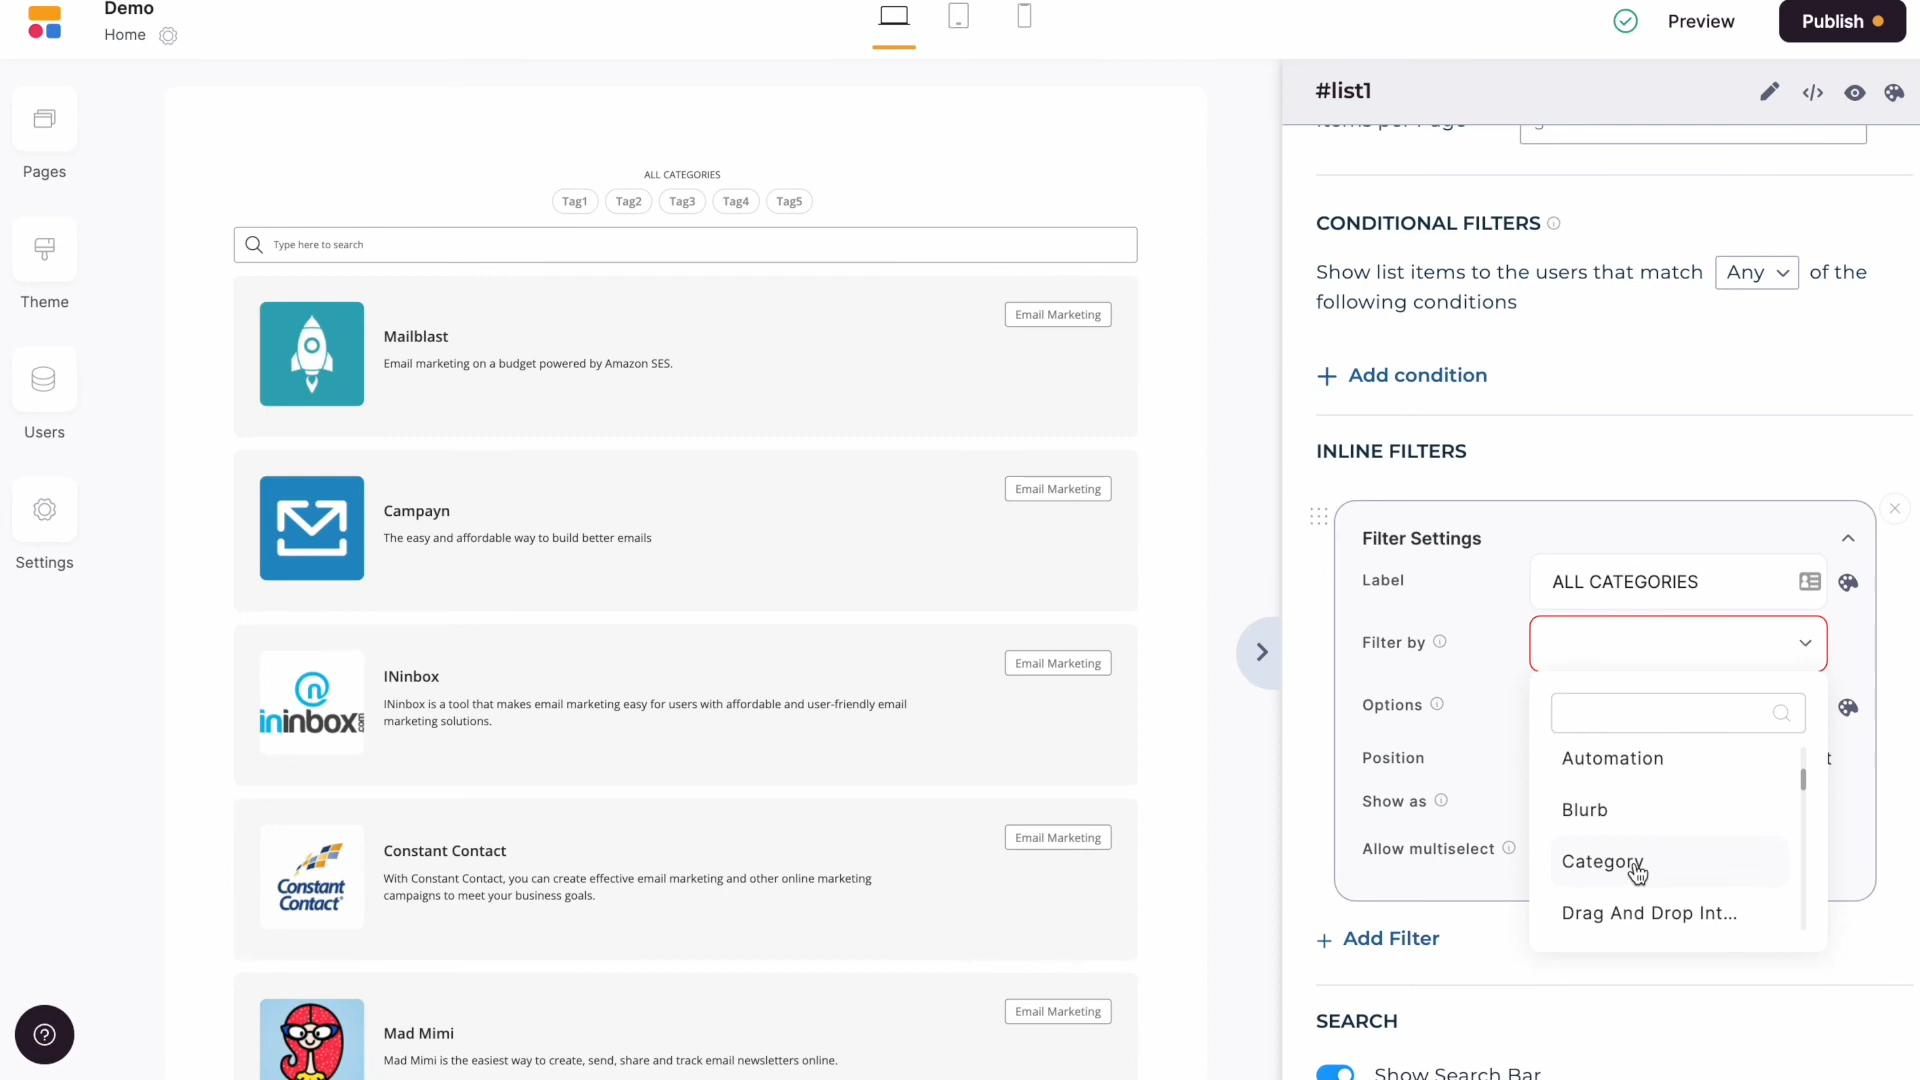 Demo
Home
Preview
Publish
Pages
Theme
Users
Settings
ALL CATEGORIES
Tag1 Tag2 Tag3 Tag4 Tag5
Type here to search
Mailblast
Email marketing on a budget powered by Amazon SES.
Email Marketing
Campayn
The easy and affordable way to build better emails
Email Marketing
ininbox.com
INinbox
INinbox is a tool that makes email marketing easy for users with affordable and user-friendly email
marketing solutions.
Email Marketing
Constant
Contact
Constant Contact
With Constant Contact, you can create effective email marketing and other online marketing
campaigns to meet your business goals.
Email Marketing
Mad Mimi
Mad Mimi is the easiest way to create, send, share and track email newsletters online.
Email Marketing
#list1
</>
Items per Page
CONDITIONAL FILTERS
Show list items to the users that match Any of the
following conditions
+ Add condition
INLINE FILTERS
Filter Settings
Label ALL CATEGORIES
Filter by
Options
Position
Show as
Allow multiselect
Automation
Blurb
Category
Drag And Drop Int...
+ Add Filter
SEARCH
Show Search Bar